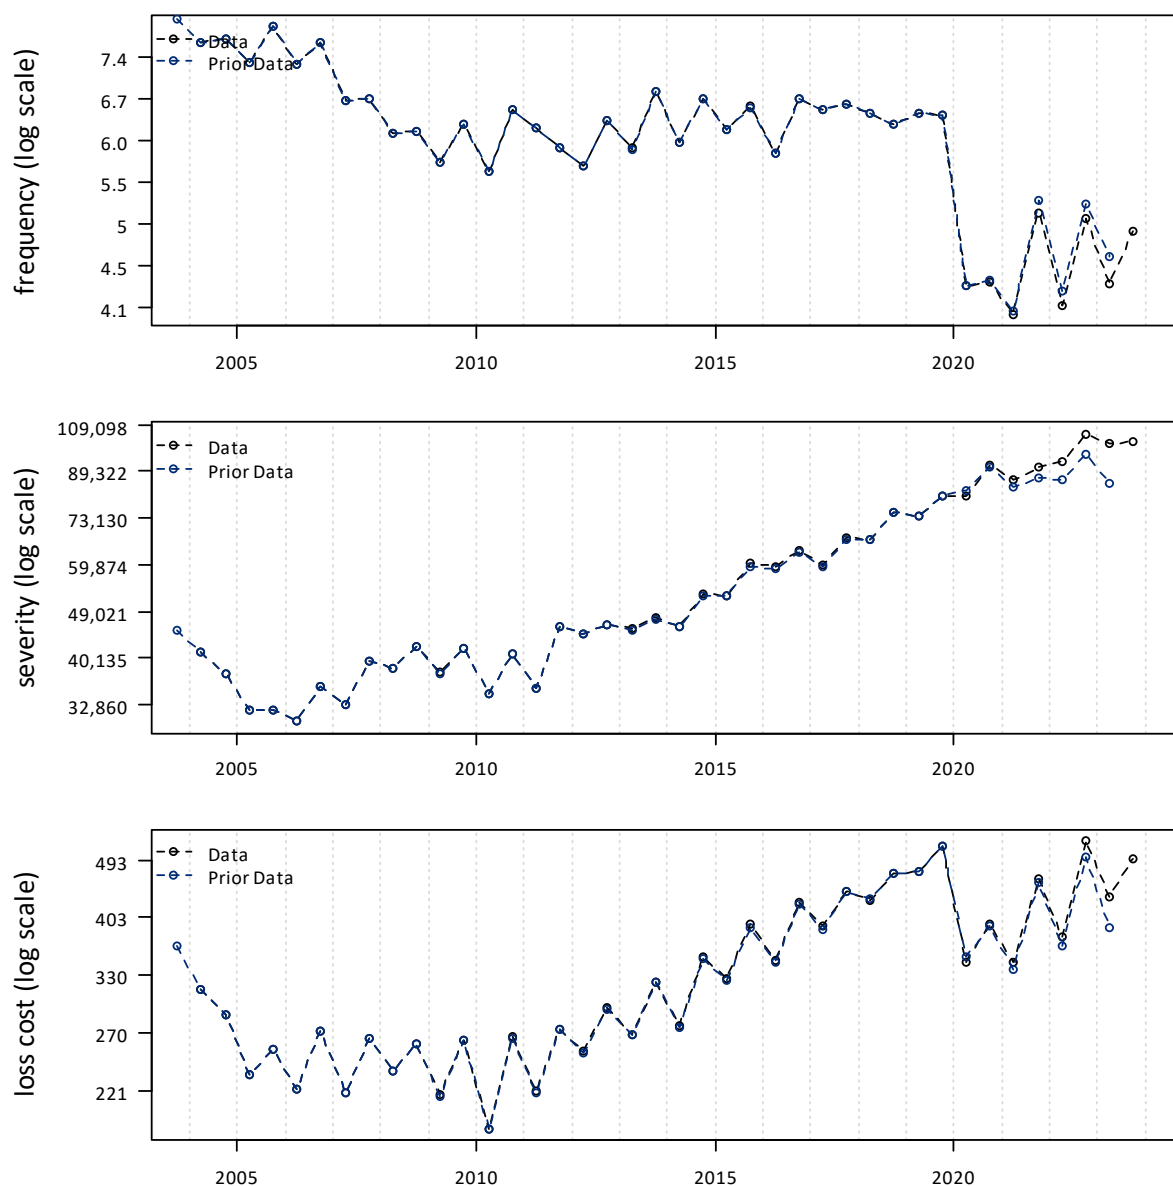 frequency (log scale)
7.4
6.7
6.0
5.5
5
4.5
4.1
Data
Prior Data
2005 2010 2015 2020
severity (log scale)
109,098
89,322
73,130
59,874
49,021
40,135
32,860
Data
Prior Data
2005 2010 2015 2020
loss cost (log scale)
493
403
330
270
221
Data
Prior Data
2005 2010 2015 2020